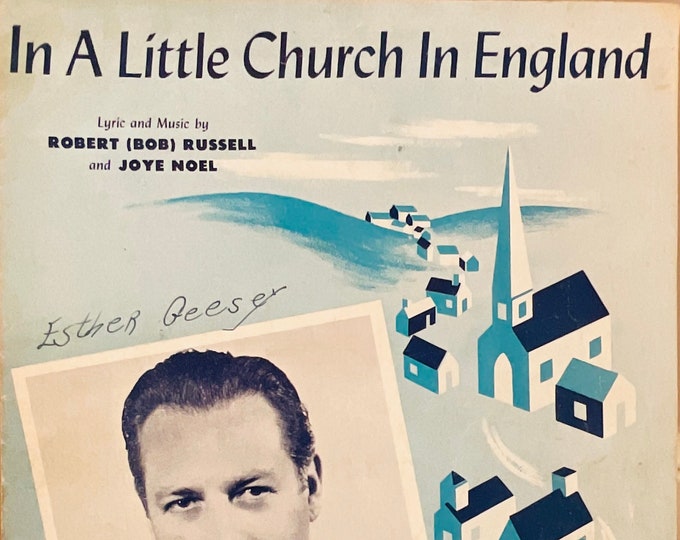 In A Little Church In England
Lyric and Music by
ROBERT (BOB) RUSSELL
and JOYE NOEL
Esther Geeser